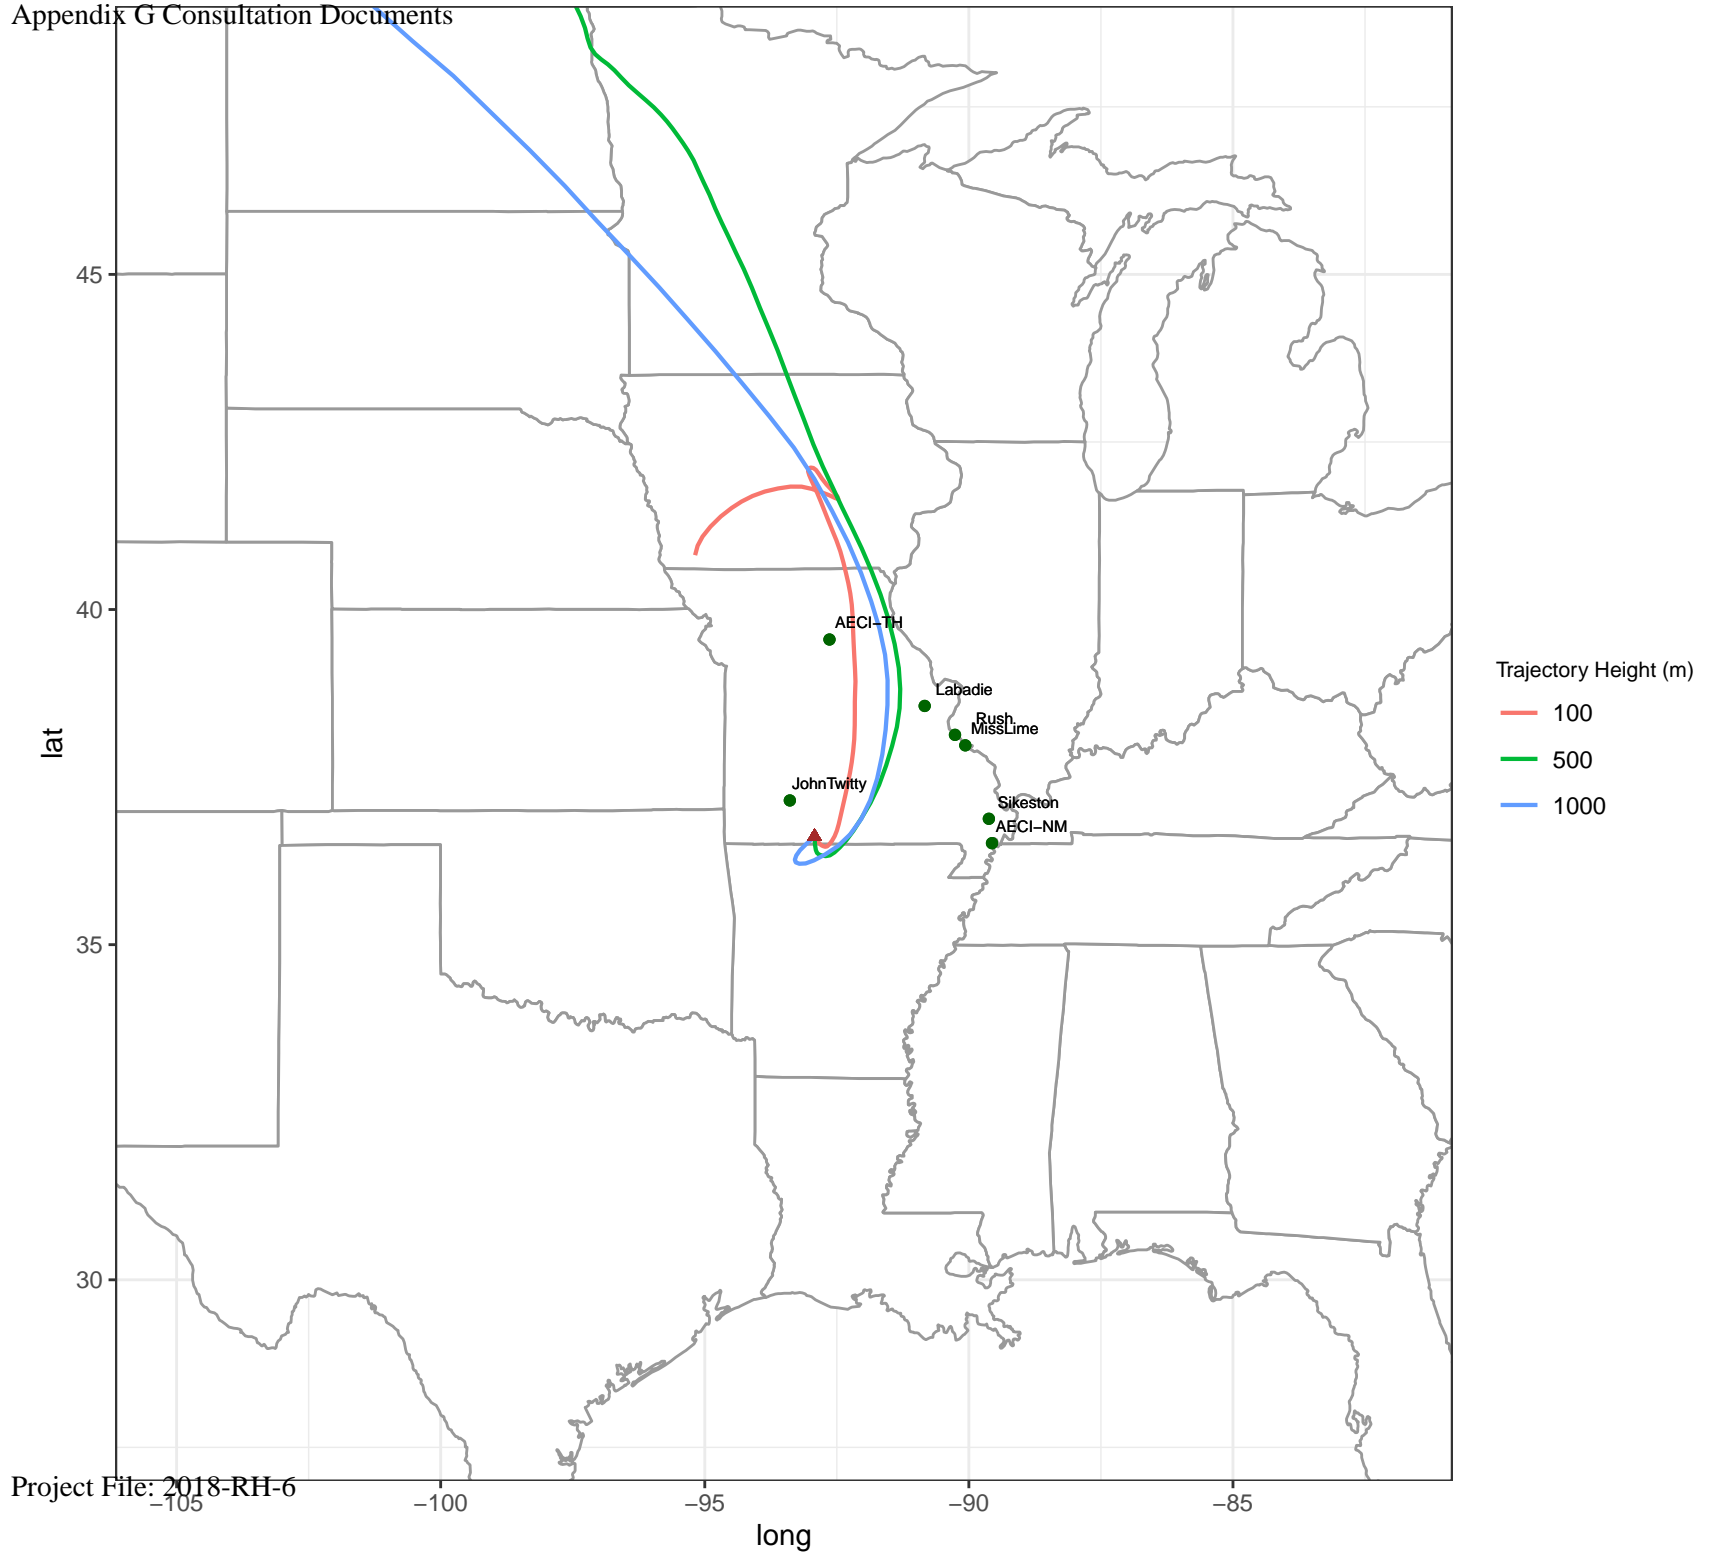 Appendix G Consultation Documents
45
40
35
30
lat
AECI−TH
Labadie
Rush
MissLime
JohnTwitty
Sikeston
AECI−NM
Trajectory Height (m)
100
500
1000
Project File: 2018-RH-6
−105
−100
−95
−90
−85
long